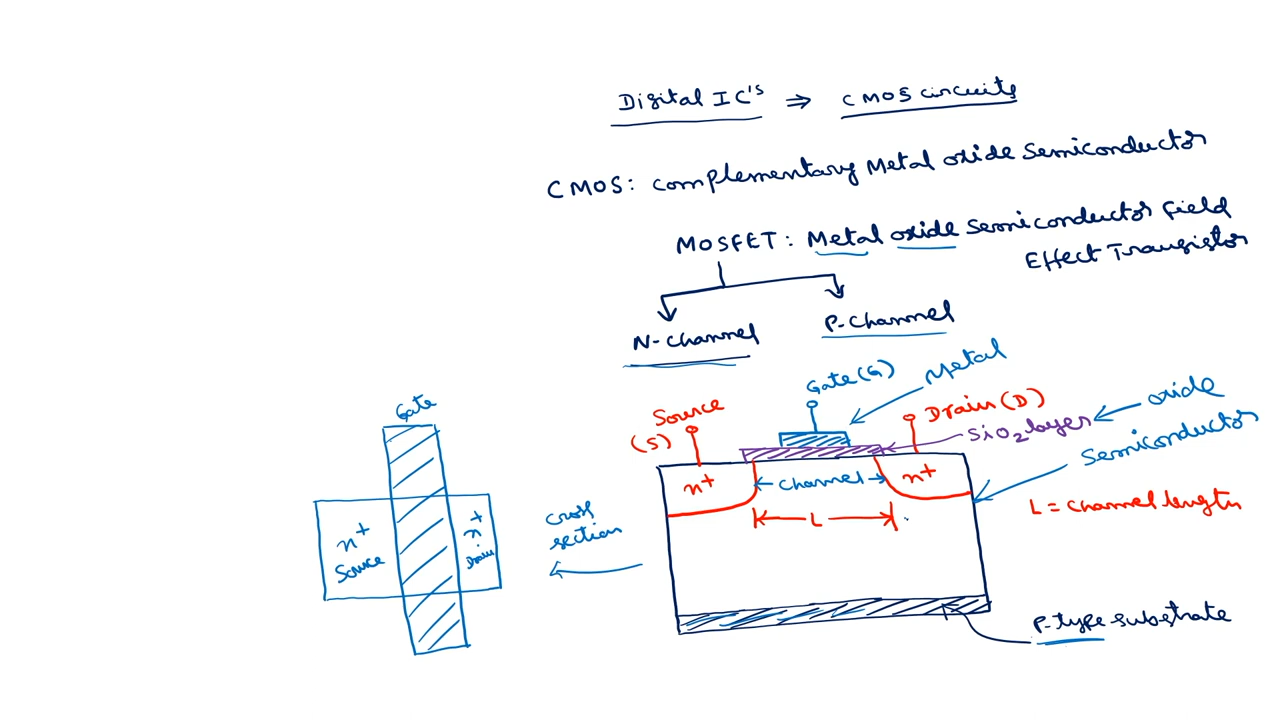 Digital IC's ⇒ CMOS circuits
CMOS: Complementary Metal oxide Semiconductor
MOSFET: Metal oxide Semiconductor Field
Effect Transistor
N-Channel
P-Channel
Gate(G)
Metal
Source
(S)
Drain(D)
SiO2 layer
oxide
Semiconductor
n+
Channel
n+
L
L = Channel length
P-type substrate
cross
section
Gate
n+
Source
n+
Drain